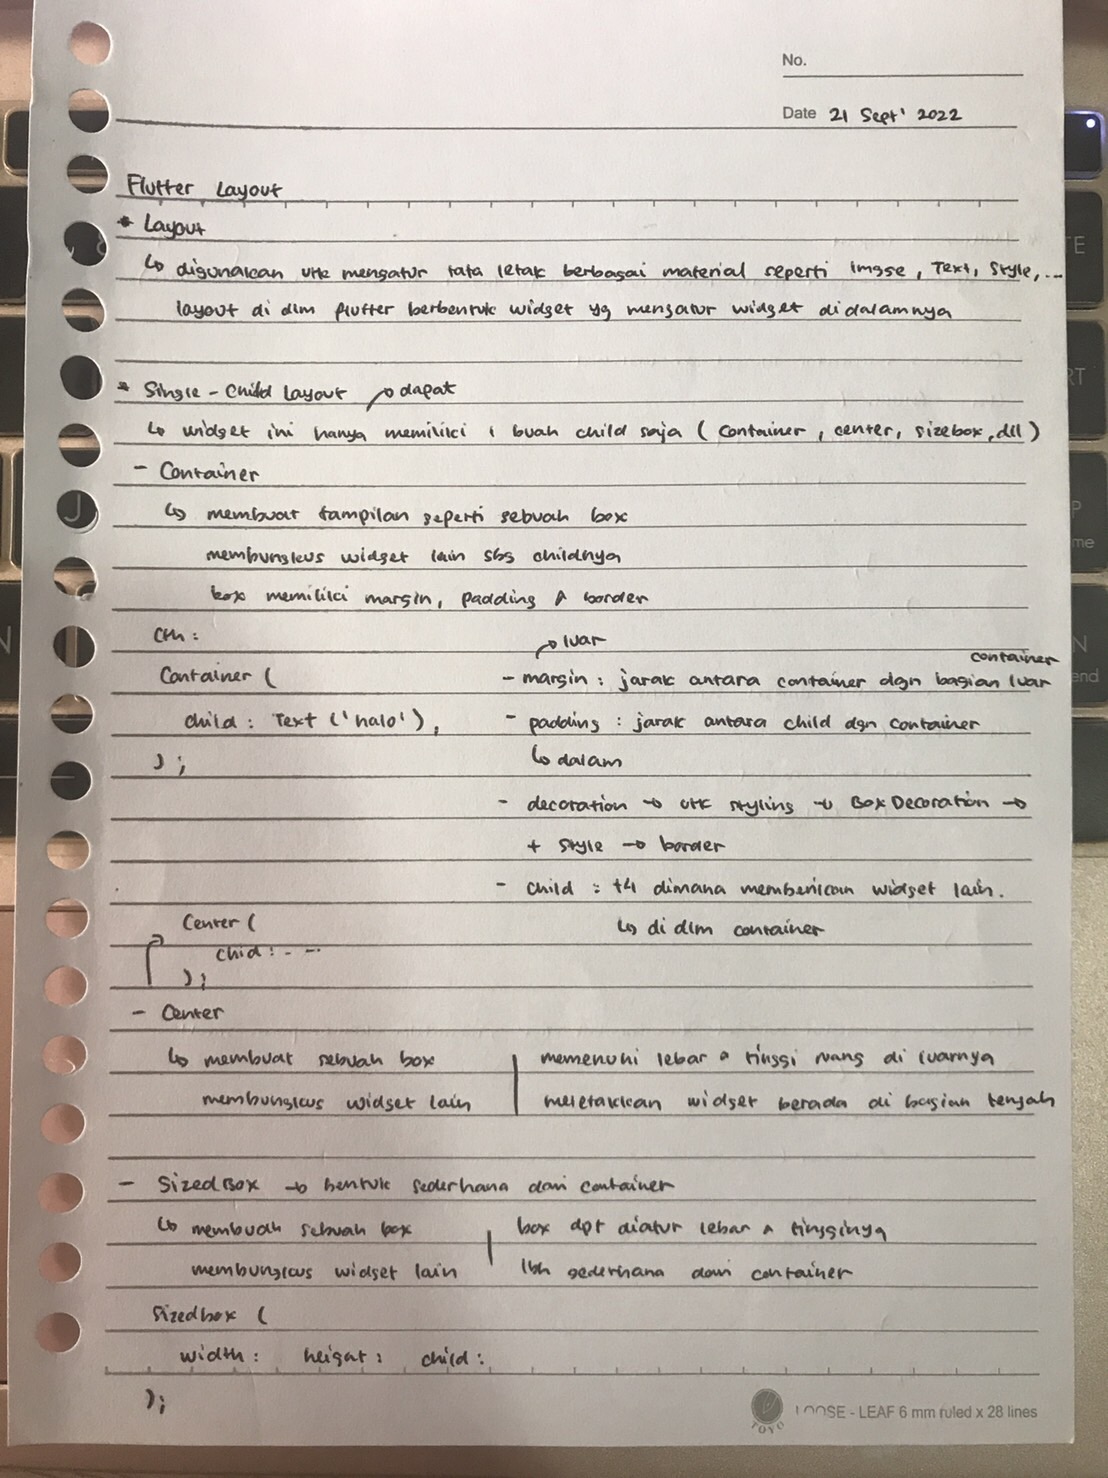 No.
Date 21 Sept' 2022
Flutter Layout
* Layout
↳ digunakan utk mengatur tata letak berbagai material seperti Image, Text, Style, ...
layout di dlm flutter berbentuk widget yg mengatur widget didalamnya
* Single - Child Layout → dapat
↳ widget ini hanya memiliki 1 buah child saja ( Container, center, sizebox, dll )
- Container
↳ membuat tampilan seperti sebuah box
membungkus widget lain sbg childnya
box memiliki margin, padding & border
Cth :
→ luar
container
Container (
- margin : jarak antara container dgn bagian luar
child : Text ('halo'),
- padding : jarak antara child dgn container
) ;
↳ dalam
- decoration → utk styling → BoxDecoration →
+ style → border
- child : t4 dimana memberikan widget lain.
↳ di dlm container
Center (
chid : - --
) ;
- Center
↳ membuat sebuah box
membungkus widget lain
memenuhi lebar & tinggi ruang di luarnya
meletakkan widget berada di bagian tengah
- SizedBox → bentuk sederhana dari container
↳ membuah sebuah box
membungkus widget lain
box dpt diatur lebar & tingginya
lbh sederhana dari container
Sizedbox (
width : height : child :
) ;
LOOSE - LEAF 6 mm ruled x 28 lines
TOYO